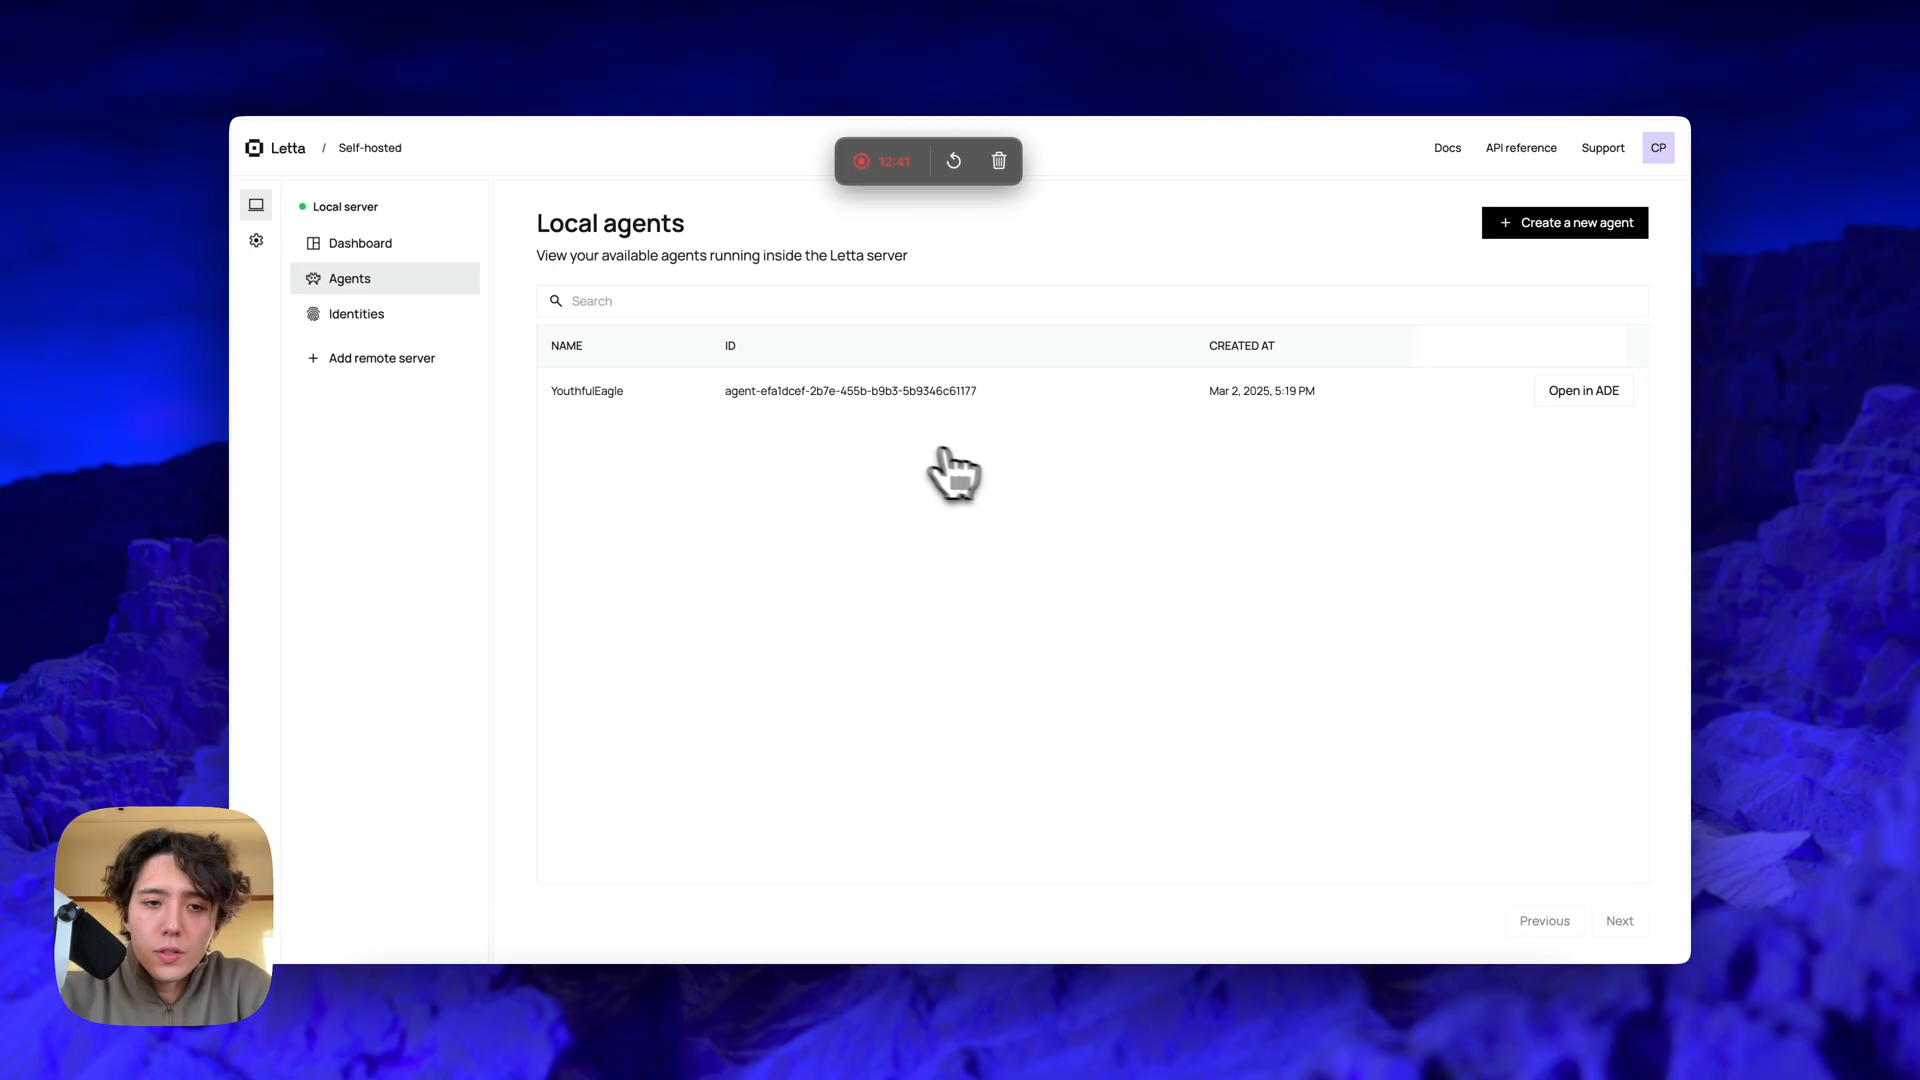 Letta / Self-hosted
12:41
Docs API reference Support CP
Local server
Dashboard
Agents
Identities
+ Add remote server
Local agents
+ Create a new agent
View your available agents running inside the Letta server
Search
NAME ID CREATED AT
YouthfulEagle agent-efa1dcef-2b7e-455b-b9b3-5b9346c61177 Mar 2, 2025, 5:19 PM Open in ADE
Previous Next